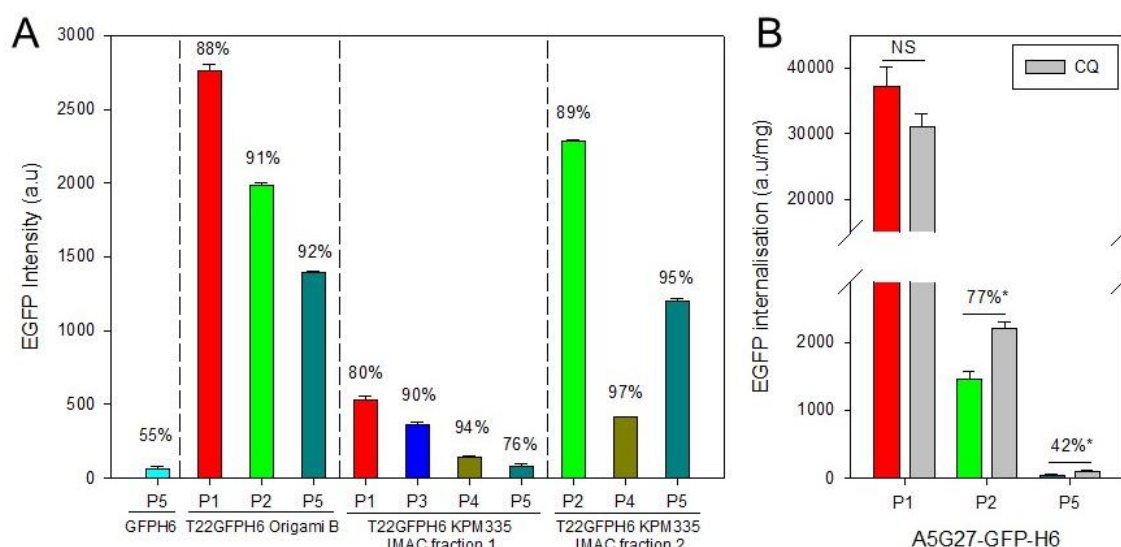 A
EGFP Intensity (a.u)
3000
2500
2000
1500
1000
500
0
55%
88%
91%
92%
80%
90%
94%
76%
89%
97%
95%
P5 P1 P2 P5 P1 P3 P4 P5 P2 P4 P5
GFPH6 T22GFPH6 Origami B T22GFPH6 KPM335 T22GFPH6 KPM335
IMAC fraction 1 IMAC fraction 2
B
EGFP internalisation (a.u/mg)
40000
30000
20000
2000
1000
0
NS
CQ
77%*
42%*
P1 P2 P5
A5G27-GFP-H6